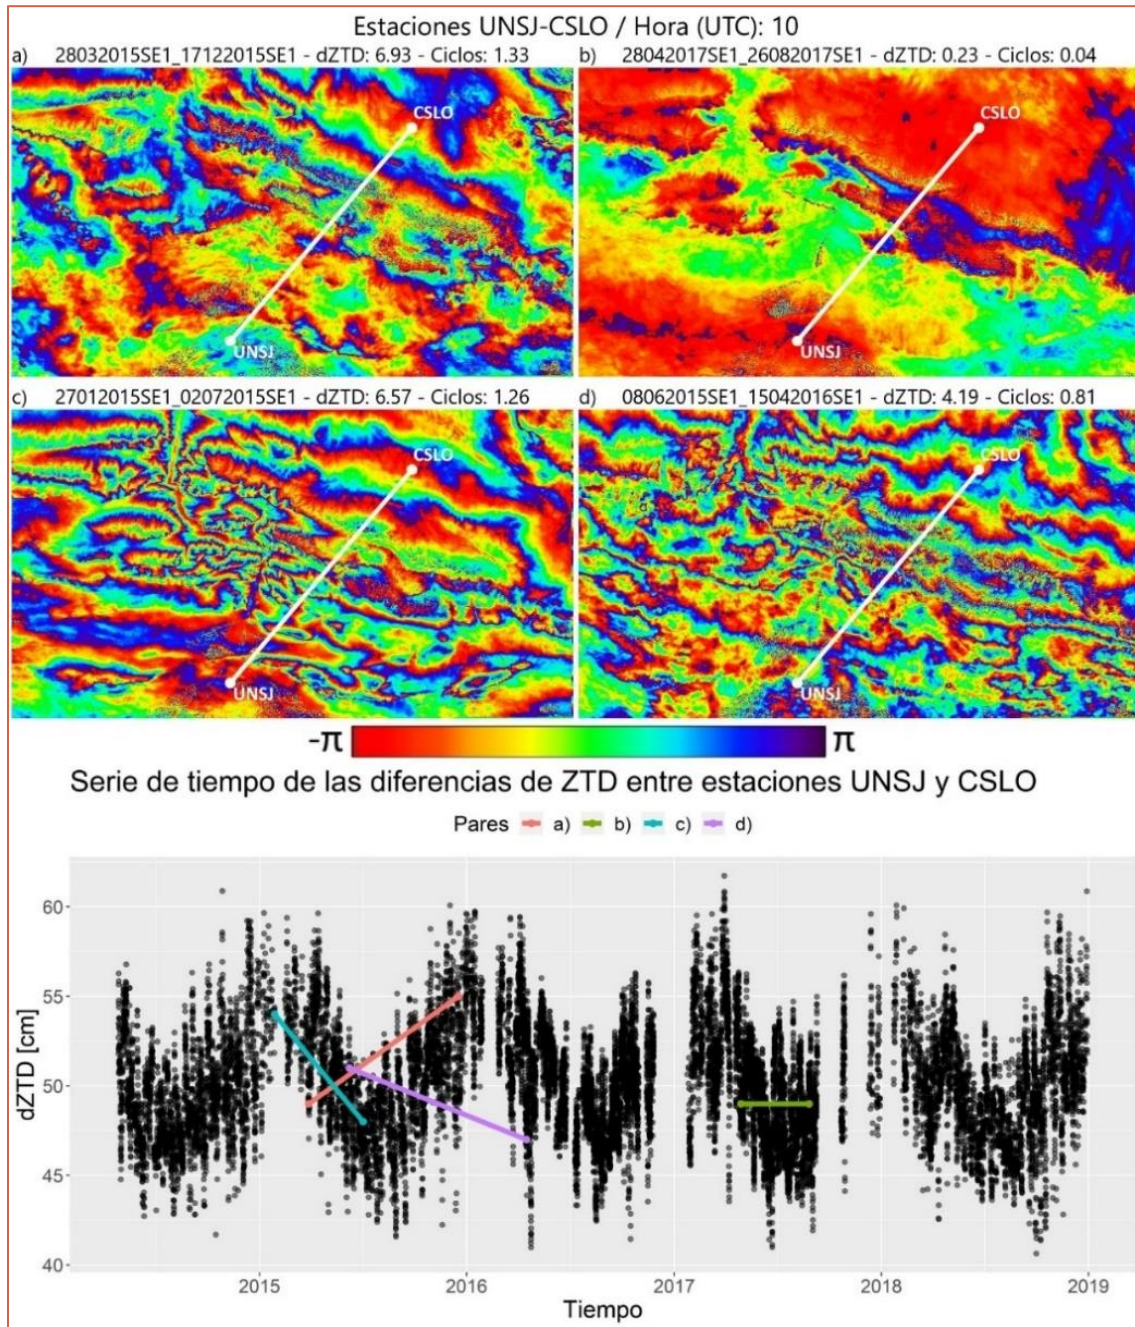 Estaciones UNSJ-CSLO / Hora (UTC): 10
a) 28032015SE1_17122015SE1 - dZTD: 6.93 - Ciclos: 1.33
b) 28042017SE1_26082017SE1 - dZTD: 0.23 - Ciclos: 0.04
CSLO
UNSJ
CSLO
UNSJ
c) 27012015SE1_02072015SE1 - dZTD: 6.57 - Ciclos: 1.26
d) 08062015SE1_15042016SE1 - dZTD: 4.19 - Ciclos: 0.81
CSLO
UNSJ
CSLO
UNSJ
-π π
Serie de tiempo de las diferencias de ZTD entre estaciones UNSJ y CSLO
Pares a) b) c) d)
dZTD [cm]
60
55
50
45
40
2015 2016 2017 2018 2019
Tiempo